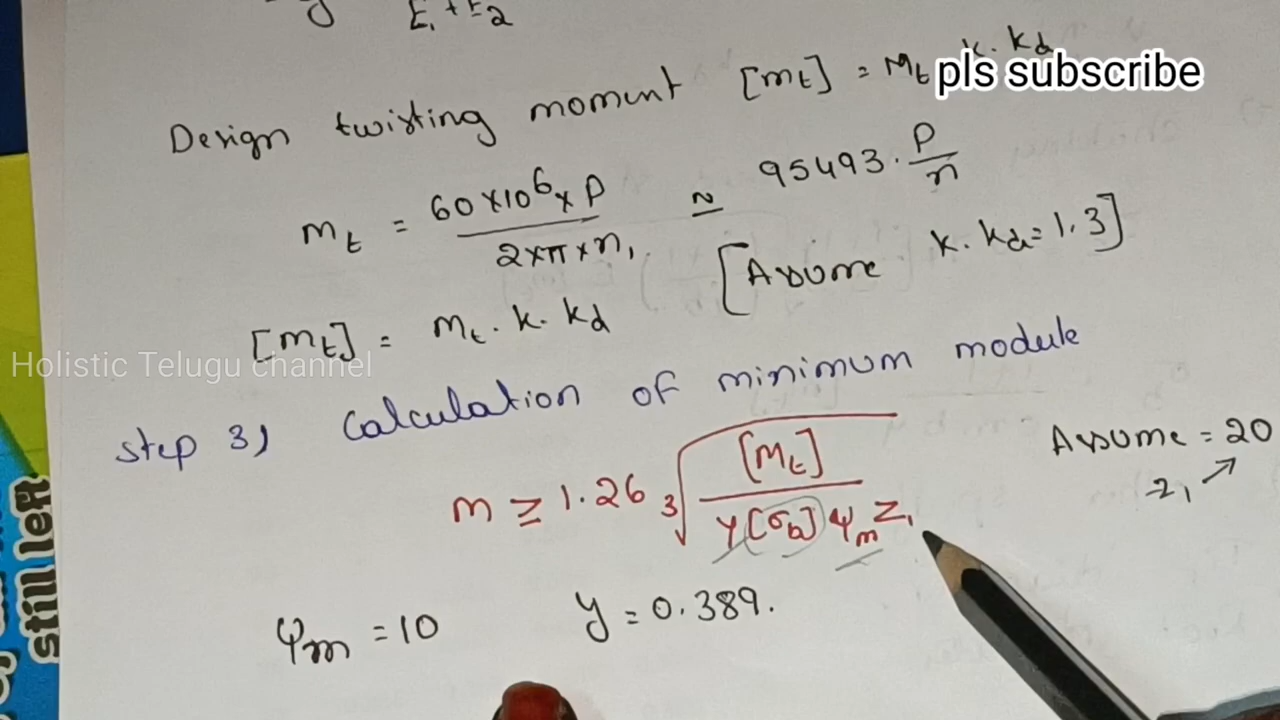 E₁ + E₂
Design twisting moment [mt] = Mt k. kd
pls subscribe
mt = 60×10⁶×P / 2×π×n₁ ≃ 95493. P/n
[Assume k. kd=1.3]
[mt] = mt. k. kd
Holistic Telugu channel
step 3) Calculation of minimum module
m ≥ 1.26 ∛ [Mt] / y[σb] ψm z₁
Assume = 20
z₁ ↗
ψm = 10 y = 0.389.
still left